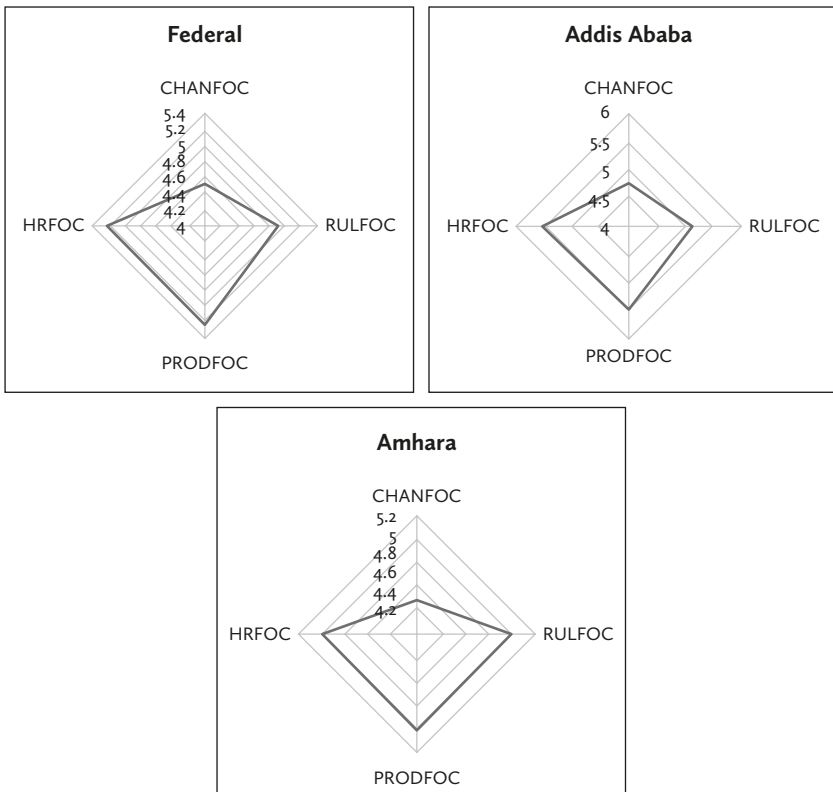 Federal
CHANFOC
5.4
5.2
5
4.8
4.6
4.4
4.2
4
HRFOC
RULFOC
PRODFOC
Addis Ababa
CHANFOC
6
5.5
5
4.5
4
HRFOC
RULFOC
PRODFOC
Amhara
CHANFOC
5.2
5
4.8
4.6
4.4
4.2
HRFOC
RULFOC
PRODFOC